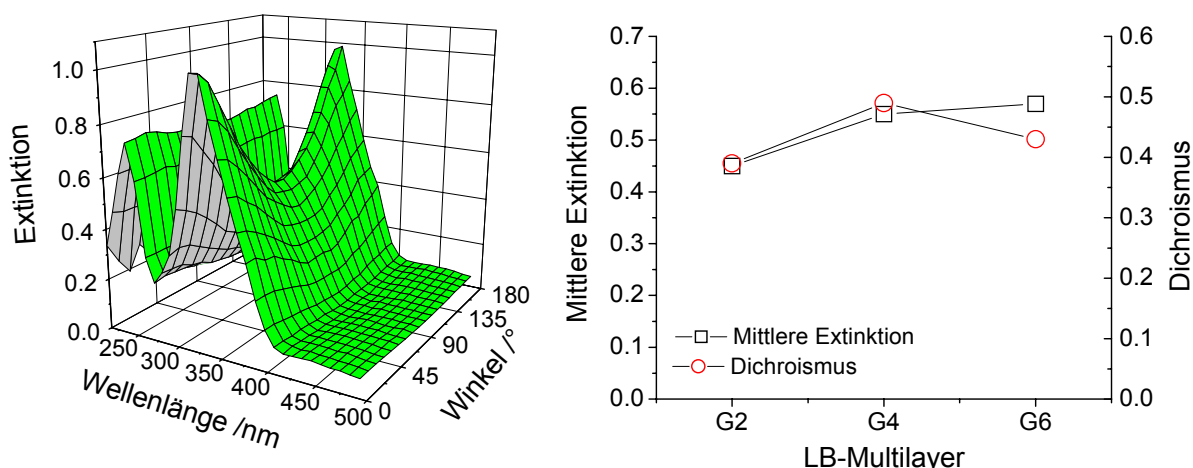 Extinktion
1.0
0.8
0.6
0.4
0.2
0.0
250
300
350
400
450
500
Wellenlänge /nm
0
45
90
135
180
Winkel /°
Mittlere Extinktion
0.7
0.6
0.5
0.4
0.3
0.2
0.1
0.0
Mittlere Extinktion
Dichroismus
G2
G4
G6
LB-Multilayer
0.6
0.5
0.4
0.3
0.2
0.1
0.0
Dichroismus